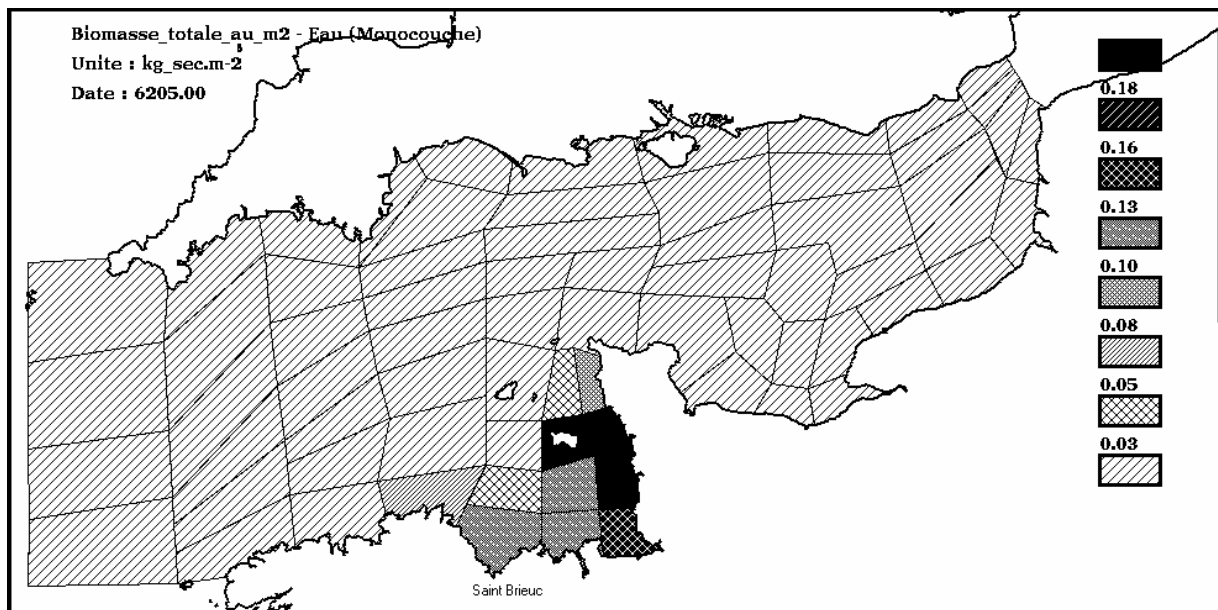 Biomasse_totale_au_m2 - Eau (Monocouche)
Unite : kg_sec.m-2
Date : 6205.00
0.18
0.16
0.13
0.10
0.08
0.05
0.03
Saint Brieuc